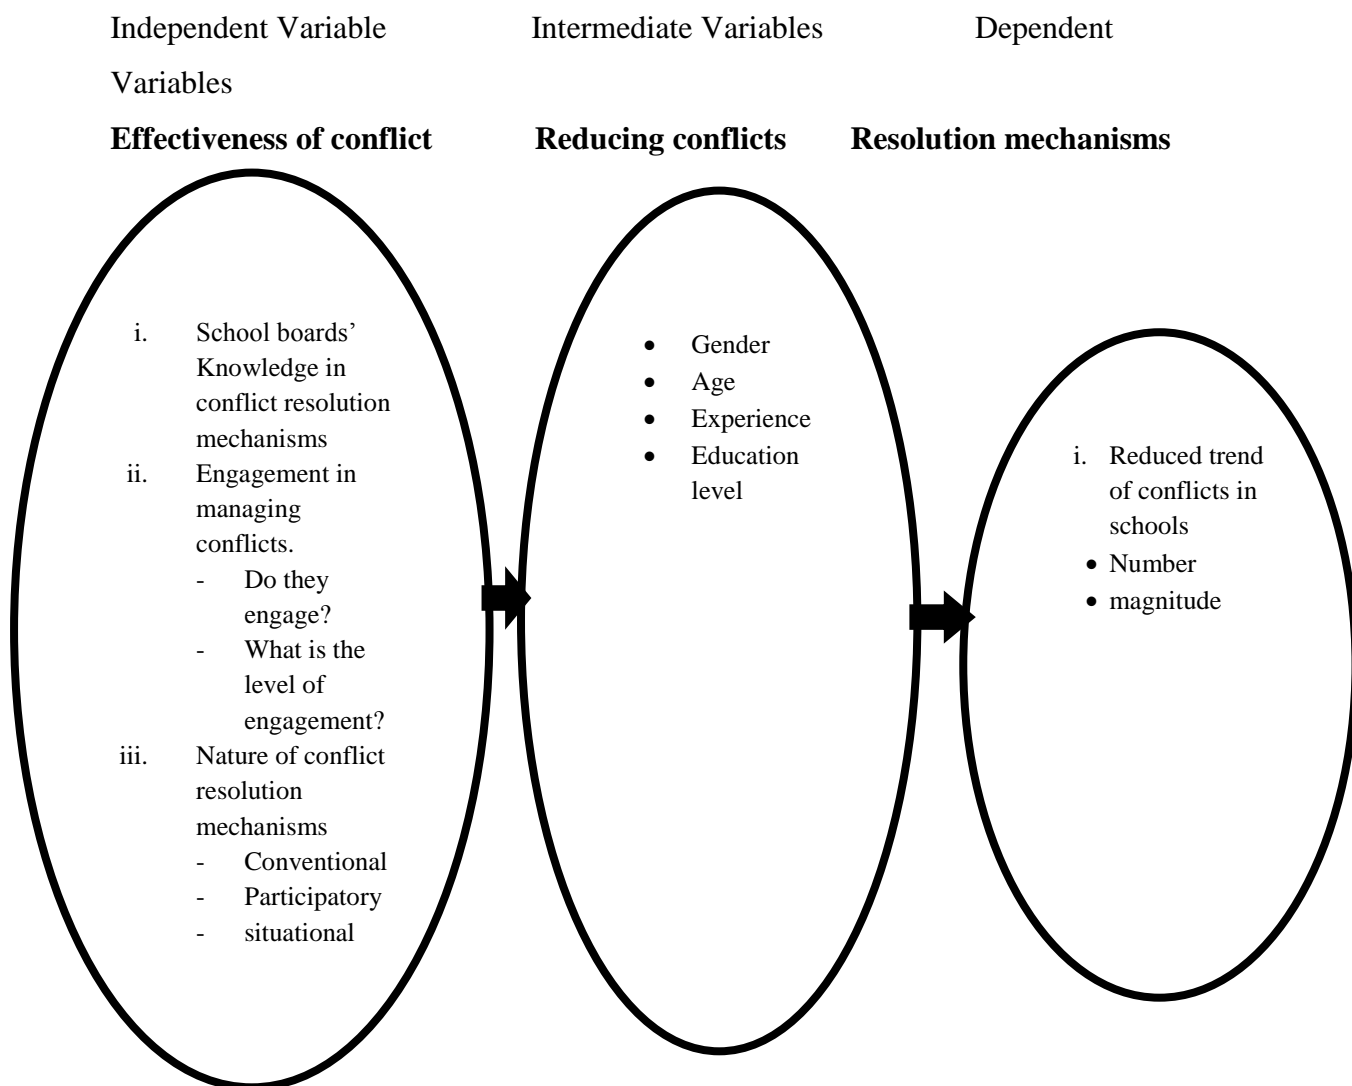 Independent Variable Intermediate Variables Dependent
Variables
Effectiveness of conflict Reducing conflicts Resolution mechanisms
i. School boards’
Knowledge in
conflict resolution
mechanisms
ii. Engagement in
managing
conflicts.
- Do they
engage?
- What is the
level of
engagement?
iii. Nature of conflict
resolution
mechanisms
- Conventional
- Participatory
- situational
• Gender
• Age
• Experience
• Education
level
i. Reduced trend
of conflicts in
schools
• Number
• magnitude